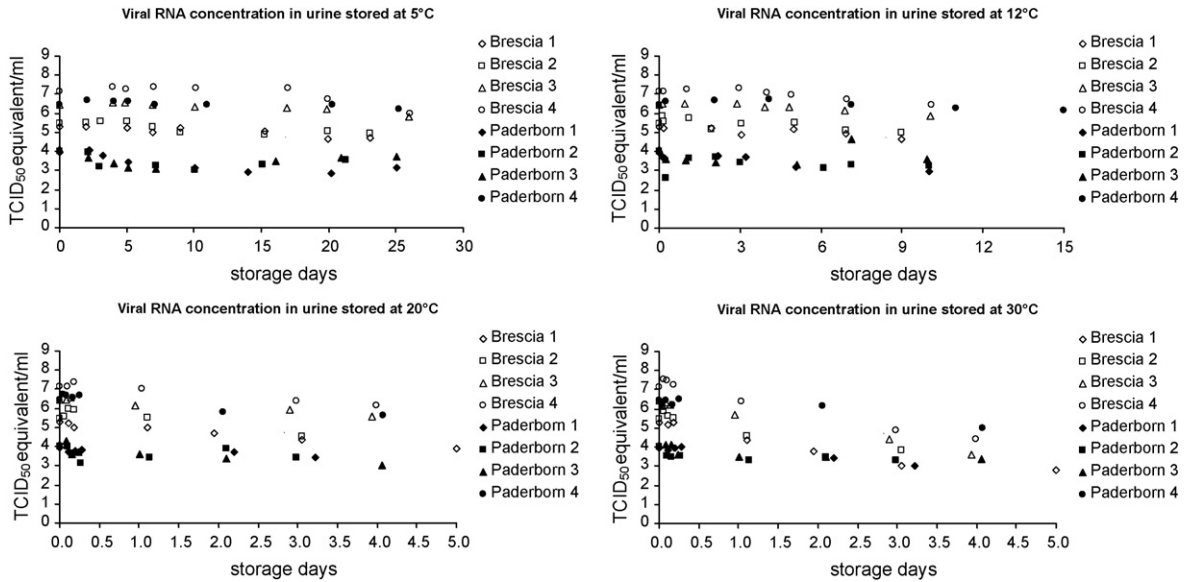 Viral RNA concentration in urine stored at 5°C
TCID50 equivalent/ml
9
8
7
6
5
4
3
2
1
0
0 5 10 15 20 25 30
storage days
Brescia 1
Brescia 2
Brescia 3
Brescia 4
Paderborn 1
Paderborn 2
Paderborn 3
Paderborn 4
Viral RNA concentration in urine stored at 12°C
TCID50 equivalent/ml
9
8
7
6
5
4
3
2
1
0
0 3 6 9 12 15
storage days
Brescia 1
Brescia 2
Brescia 3
Brescia 4
Paderborn 1
Paderborn 2
Paderborn 3
Paderborn 4
Viral RNA concentration in urine stored at 20°C
TCID50 equivalent/ml
9
8
7
6
5
4
3
2
1
0
0.0 0.5 1.0 1.5 2.0 2.5 3.0 3.5 4.0 4.5 5.0
storage days
Brescia 1
Brescia 2
Brescia 3
Brescia 4
Paderborn 1
Paderborn 2
Paderborn 3
Paderborn 4
Viral RNA concentration in urine stored at 30°C
TCID50 equivalent/ml
9
8
7
6
5
4
3
2
1
0
0.0 0.5 1.0 1.5 2.0 2.5 3.0 3.5 4.0 4.5 5.0
storage days
Brescia 1
Brescia 2
Brescia 3
Brescia 4
Paderborn 1
Paderborn 2
Paderborn 3
Paderborn 4